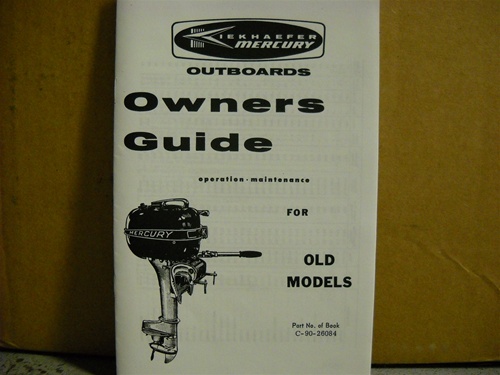 KIEKHAEFER
MERCURY
OUTBOARDS
Owners
Guide
operation - maintenance
FOR
MERCURY
OLD
MODELS
Part No. of Book
C-90-26084